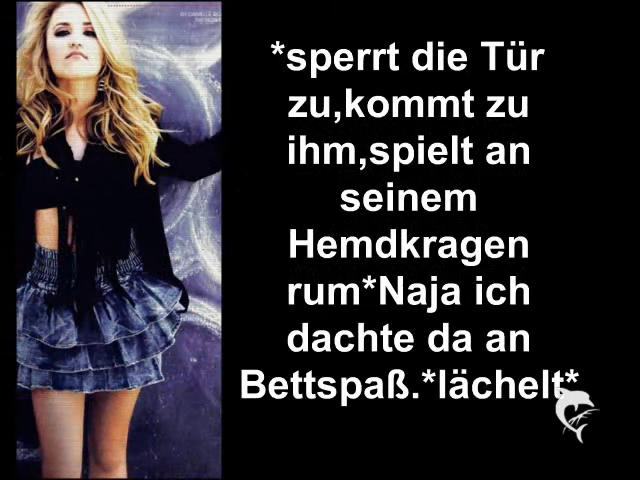 *sperrt die Tür
zu,kommt zu
ihm,spielt an
seinem
Hemdkragen
rum*Naja ich
dachte da an
Bettspaß.*lächelt*